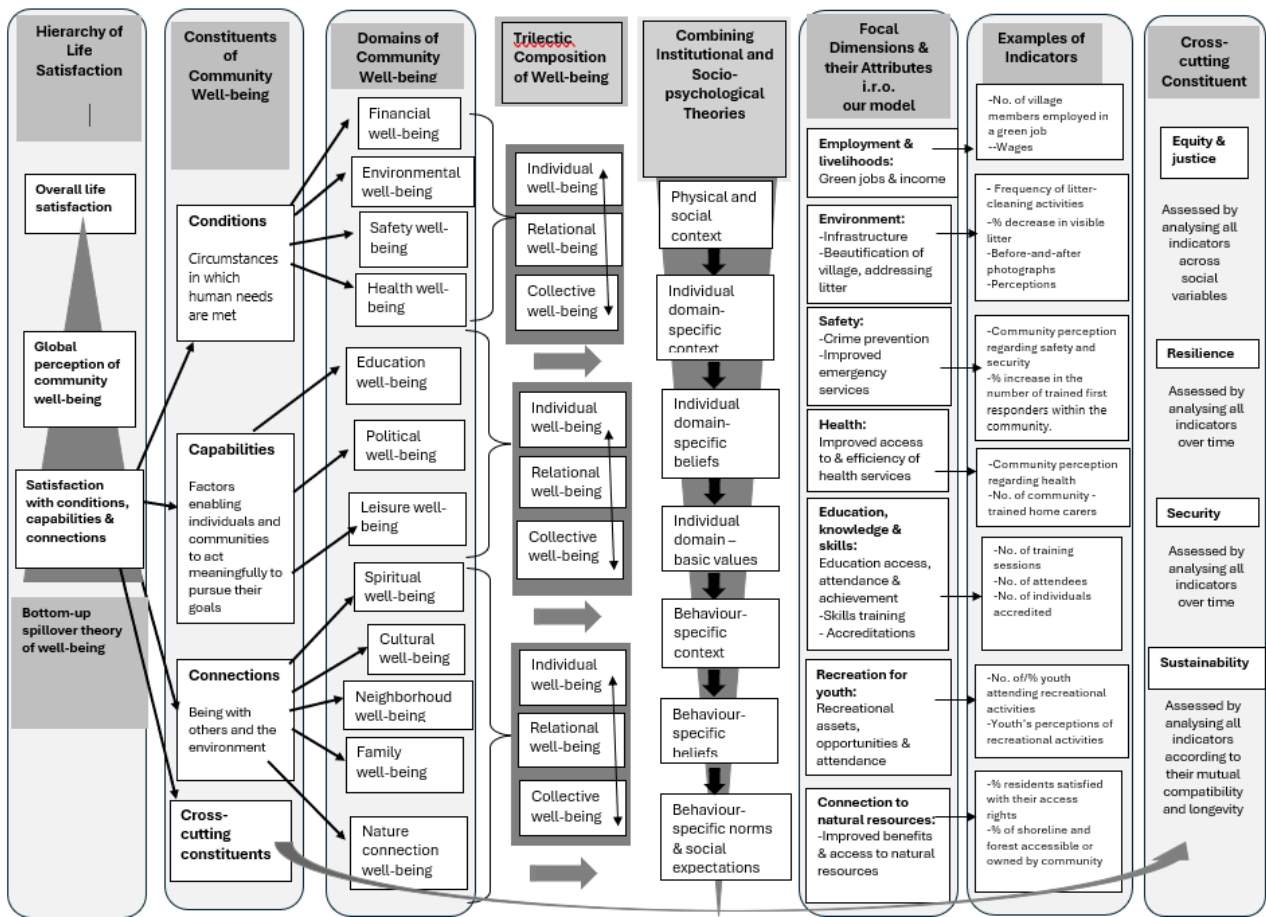 Hierarchy of
Life
Satisfaction
Overall life
satisfaction
Global
perception of
community
well-being
Satisfaction
with conditions,
capabilities &
connections
Bottom-up
spillover theory
of well-being
Constituents
of
Community
Well-being
Conditions
Circumstances
in which
human needs
are met
Capabilities
Factors
enabling
individuals and
communities
to act
meaningfully to
pursue their
goals
Connections
Being with
others and the
environment
Cross-
cutting
constituents
Domains of
Community
Well-being
Financial
well-being
Environmental
well-being
Safety well-
being
Health well-
being
Education
well-being
Political
well-being
Leisure well-
being
Spiritual
well-being
Cultural
well-being
Neighborhoud
well-being
Family
well-being
Nature
connection
well-being
Trilectic
Composition
of Well-being
Individual
well-being
Relational
well-being
Collective
well-being
Individual
well-being
Relational
well-being
Collective
well-being
Individual
well-being
Relational
well-being
Collective
well-being
Combining
Institutional and
Socio-
psychological
Theories
Physical and
social
context
Individual
domain-
specific
context
Individual
domain-
specific
beliefs
Individual
domain –
basic values
Behaviour-
specific
context
Behaviour-
specific
beliefs
Behaviour-
specific norms
& social
expectations
Focal
Dimensions &
their Attributes
i.r.o.
our model
Employment &
livelihoods:
Green jobs & income
Environment:
-Infrastructure
-Beautification of
village, addressing
litter
Safety:
-Crime prevention
-Improved
emergency
services
Health:
Improved access
to & efficiency of
health services
Education,
knowledge &
skills:
Education access,
attendance &
achievement
-Skills training
- Accreditations
Recreation for
youth:
Recreational
assets,
opportunities &
attendance
Connection to
natural resources:
-Improved benefits
& access to natural
resources
Examples of
Indicators
-No. of village
members employed in
a green job
--Wages
- Frequency of litter-
cleaning activities
-% decrease in visible
litter
-Before-and-after
photographs
-Perceptions
-Community perception
regarding safety and
security
-% increase in the
number of trained first
responders within the
community.
-Community perception
regarding health
-No. of community -
trained home carers
-No. of training
sessions
-No. of attendees
-No. of individuals
accredited
-No. of/% youth
attending recreational
activities
-Youth's perceptions of
recreational activities
-% residents satisfied
with their access
rights
-% of shoreline and
forest accessible or
owned by community
Cross-
cutting
Constituent
Equity &
justice
Assessed by
analysing all
indicators
across
social
variables
Resilience
Assessed by
analysing all
indicators
over time
Security
Assessed by
analysing all
indicators
over time
Sustainability
Assessed by
analysing all
indicators
according to
their mutual
compatibility
and longevity